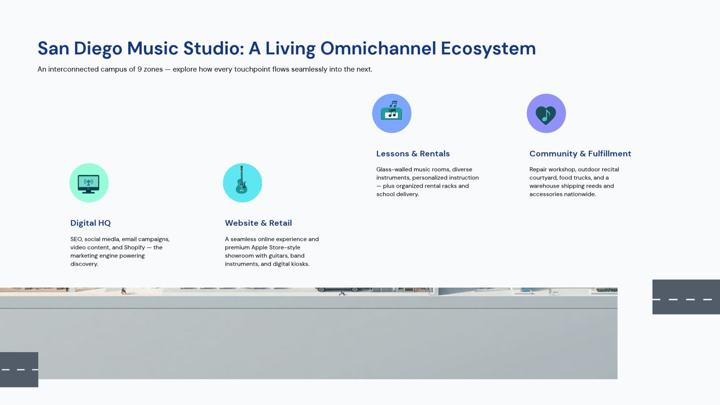 San Diego Music Studio: A Living Omnichannel Ecosystem
An interconnected campus of 9 zones — explore how every touchpoint flows seamlessly into the next.
Lessons & Rentals
Glass-walled music rooms, diverse
instruments, personalized instruction
— plus organized rental racks and
school delivery.
Community & Fulfillment
Repair workshop, outdoor recital
courtyard, food trucks, and a
warehouse shipping reeds and
accessories nationwide.
Digital HQ
SEO, social media, email campaigns,
video content, and Shopify — the
marketing engine powering
discovery.
Website & Retail
A seamless online experience and
premium Apple Store-style
showroom with guitars, band
instruments, and digital kiosks.